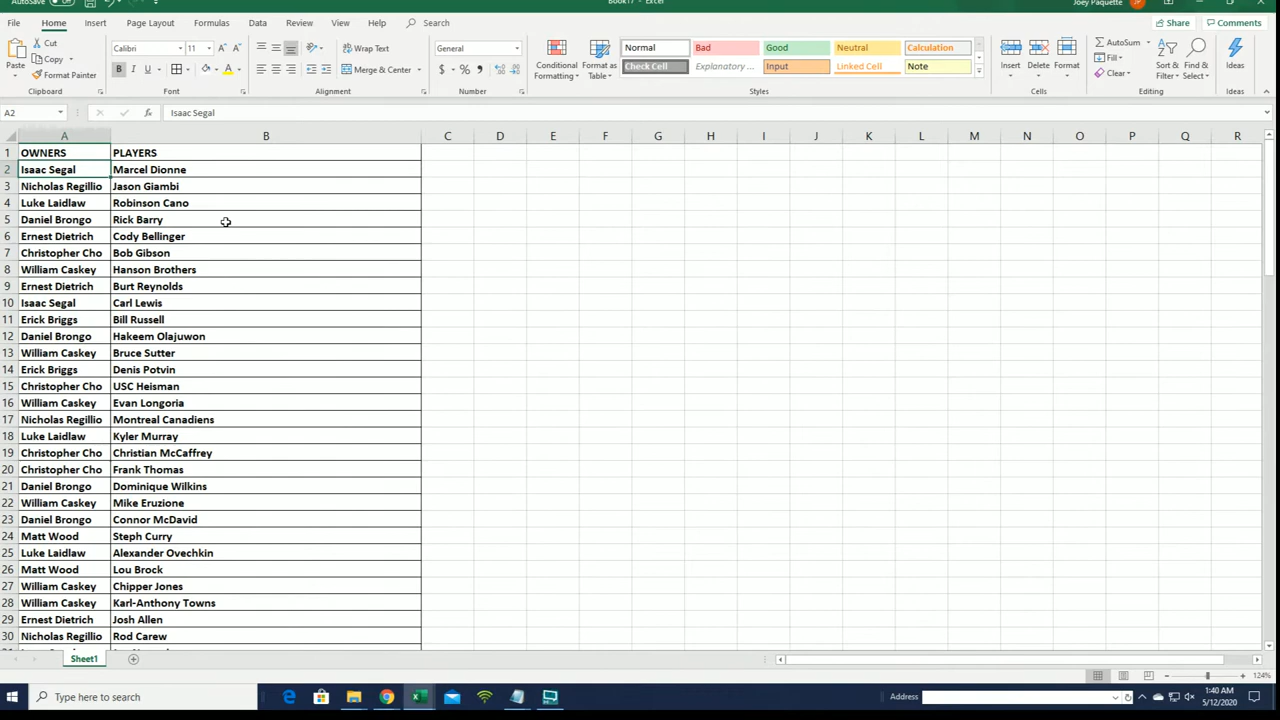 AutoSave Off Book17 - Excel Joey Paquette JP
File Home Insert Page Layout Formulas Data Review View Help Search Share Comments
Paste Cut Copy Format Painter Clipboard
Calibri 11 A A B I U A Font
Wrap Text Merge & Center Alignment
General $ % Number
Conditional Formatting Format as Table
Normal Bad Good Neutral Calculation
Check Cell Explanatory ... Input Linked Cell Note
Styles
Insert Delete Format Cells
AutoSum Fill Clear Sort & Filter Find & Select Editing
Ideas Ideas
A2 fx Isaac Segal
A B C D E F G H I J K L M N O P Q R
1 OWNERS PLAYERS
2 Isaac Segal Marcel Dionne
3 Nicholas Regillio Jason Giambi
4 Luke Laidlaw Robinson Cano
5 Daniel Brongo Rick Barry
6 Ernest Dietrich Cody Bellinger
7 Christopher Cho Bob Gibson
8 William Caskey Hanson Brothers
9 Ernest Dietrich Burt Reynolds
10 Isaac Segal Carl Lewis
11 Erick Briggs Bill Russell
12 Daniel Brongo Hakeem Olajuwon
13 William Caskey Bruce Sutter
14 Erick Briggs Denis Potvin
15 Christopher Cho USC Heisman
16 William Caskey Evan Longoria
17 Nicholas Regillio Montreal Canadiens
18 Luke Laidlaw Kyler Murray
19 Christopher Cho Christian McCaffrey
20 Christopher Cho Frank Thomas
21 Daniel Brongo Dominique Wilkins
22 William Caskey Mike Eruzione
23 Daniel Brongo Connor McDavid
24 Matt Wood Steph Curry
25 Luke Laidlaw Alexander Ovechkin
26 Matt Wood Lou Brock
27 William Caskey Chipper Jones
28 William Caskey Karl-Anthony Towns
29 Ernest Dietrich Josh Allen
30 Nicholas Regillio Rod Carew
Sheet1
124%
Type here to search Address 1:40 AM
5/12/2020